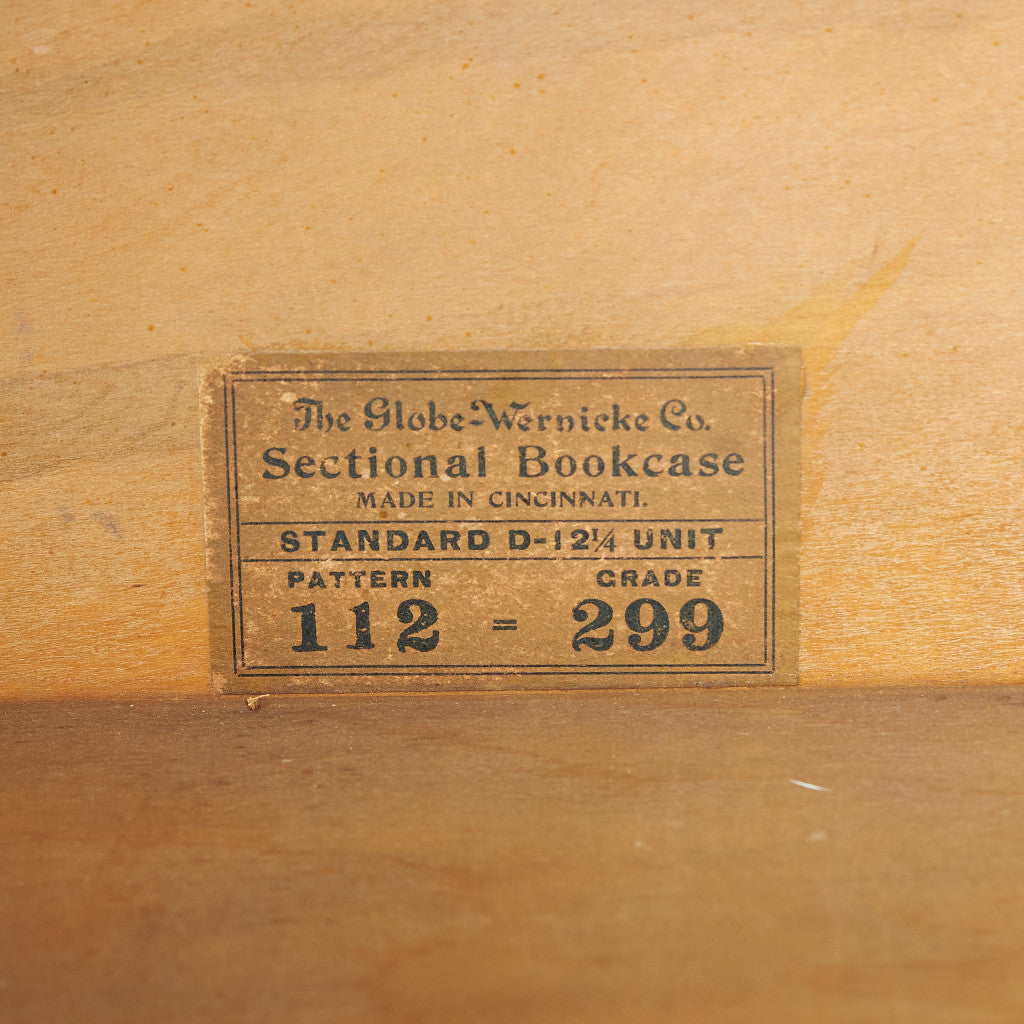 The Globe-Wernicke Co.
Sectional Bookcase
MADE IN CINCINNATI.
STANDARD D-12¼ UNIT
PATTERN GRADE
112 = 299